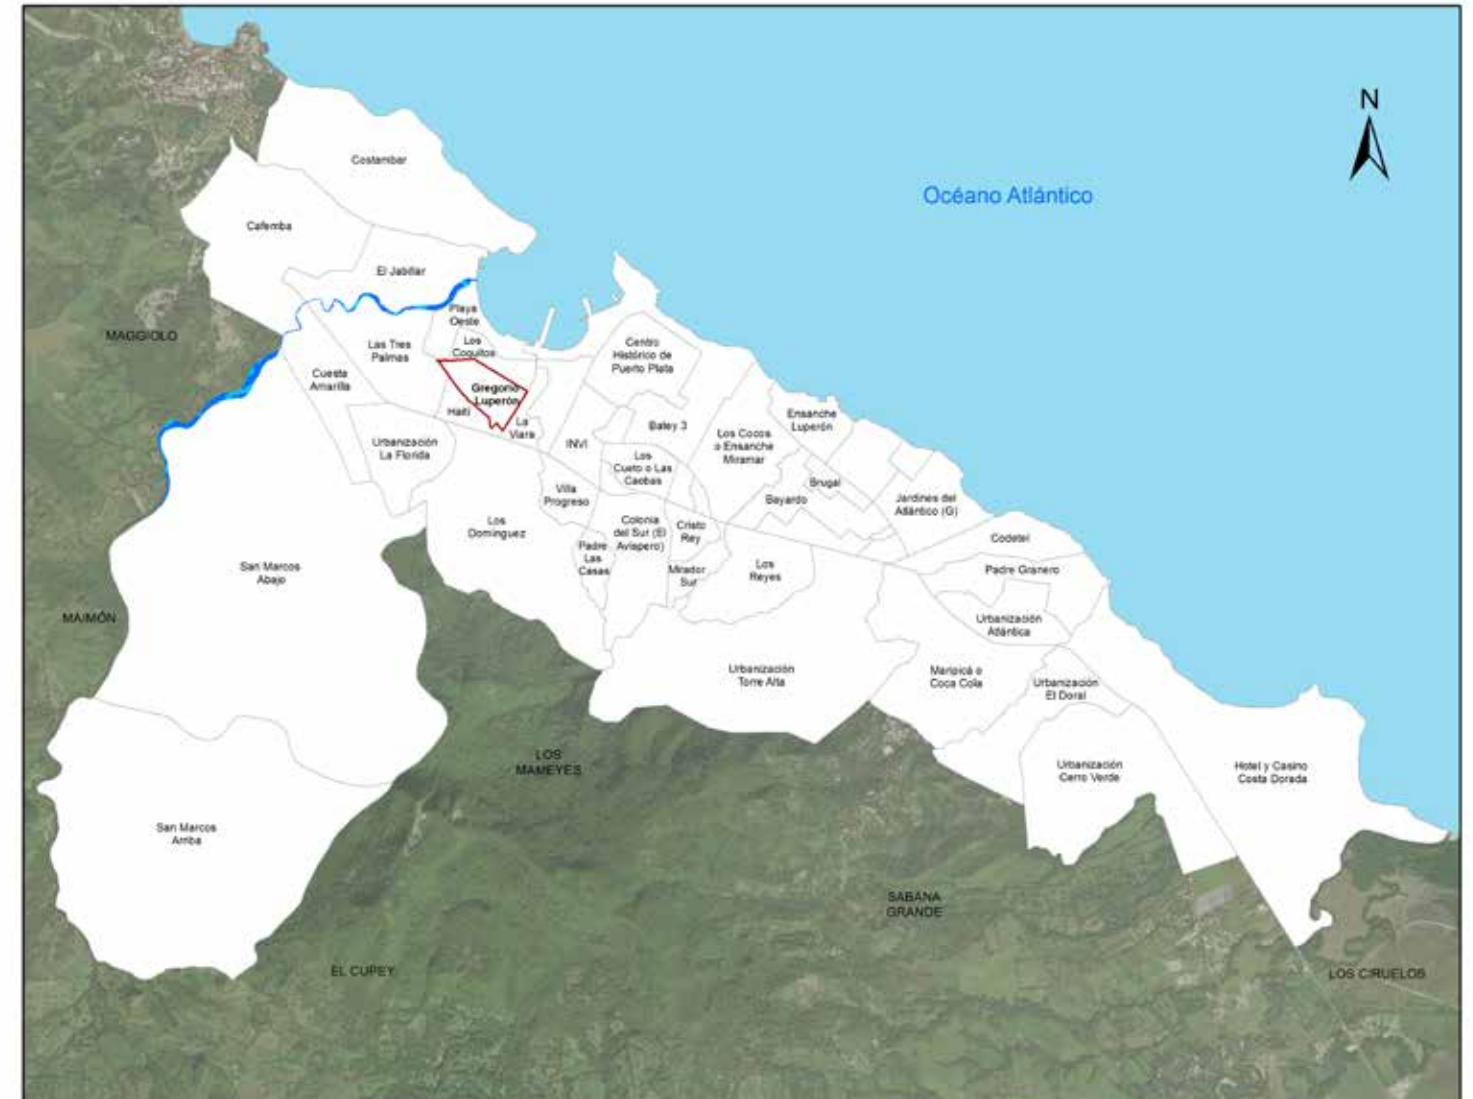 N
Océano Atlántico
Costambar
Cafemba
El Jabillar
Playa
Oeste
MAGGIOLO
Los
Coquitos
Las Tres
Palmas
Centro
Histórico de
Puerto Plata
Cuesta
Amarilla
Gregorio
Luperón
Haití
La
Viara
Urbanización
La Florida
INVI
Batey 3
Los Cocos
o Ensanche
Miramar
Ensanche
Luperón
Los
Cueto o Las
Caobas
Brugal
Bayardo
Jardines del
Atlántico (G)
Villa
Progreso
Los
Dominguez
Colonia
del Sur (El
Avispero)
Cristo
Rey
Padre
Las
Casas
Mirador
Sur
Los
Reyes
Codetel
Padre Granero
San Marcos
Abajo
MAIMÓN
Urbanización
Atlántica
Urbanización
Torre Alta
Maripicá o
Coca Cola
Urbanización
El Doral
LOS
MAMEYES
Urbanización
Cerro Verde
Hotel y Casino
Costa Dorada
San Marcos
Arriba
SABANA
GRANDE
EL CUPEY
LOS CIRUELOS